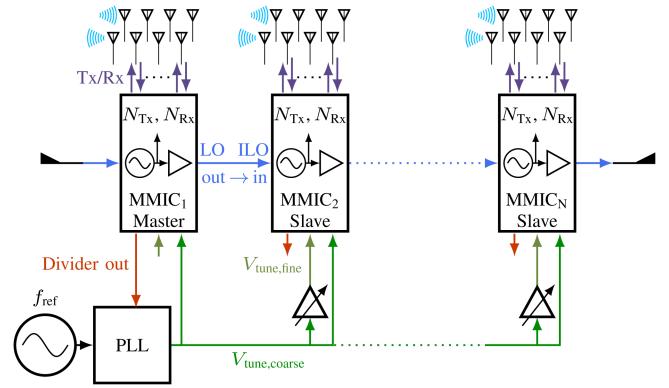 Tx/Rx
N_Tx, N_Rx
N_Tx, N_Rx
N_Tx, N_Rx
LO ILO
out → in
MMIC_1
Master
MMIC_2
Slave
MMIC_N
Slave
Divider out
V_tune,fine
f_ref
PLL
V_tune,coarse